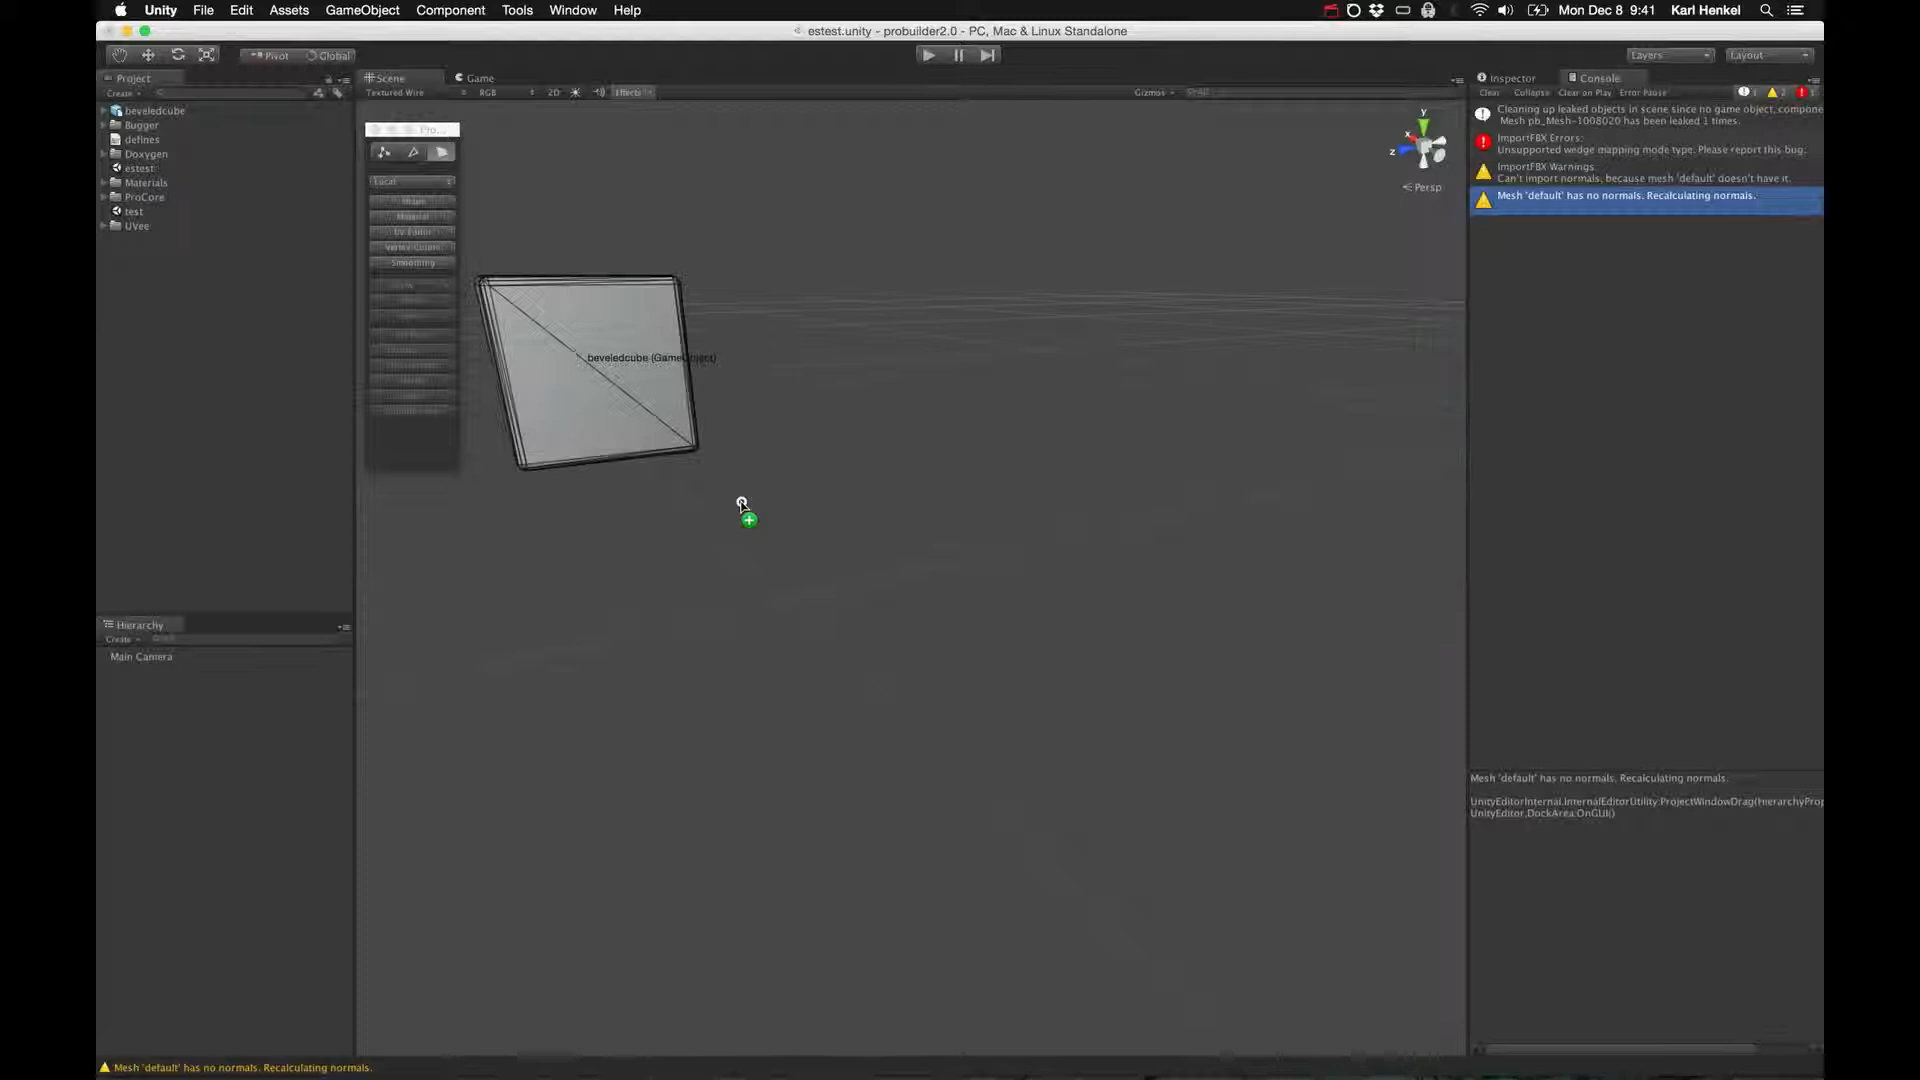 Unity File Edit Assets GameObject Component Tools Window Help
Mon Dec 8 9:41 Karl Henkel
estest.unity - probuilder2.0 - PC, Mac & Linux Standalone
Pivot Global
Layers Layout
Project
Create
beveledcube
Bugger
defines
Doxygen
estest
Materials
ProCore
test
UVee
Hierarchy
Create
Main Camera
Scene Game
Textured Wire RGB 2D Effects Gizmos
Pro...
Local
Shape
Material
UV Editor
Vertex Colors
Smoothing
beveledcube (GameObject)
y
x
z
Persp
Inspector Console
Clear Collapse Clear on Play Error Pause 1 2 1
Cleaning up leaked objects in scene since no game object, compone
Mesh pb_Mesh-1008020 has been leaked 1 times.
ImportFBX Errors:
Unsupported wedge mapping mode type. Please report this bug.
ImportFBX Warnings:
Can't import normals, because mesh 'default' doesn't have it.
Mesh 'default' has no normals. Recalculating normals.
Mesh 'default' has no normals. Recalculating normals.
UnityEditorInternal.InternalEditorUtility:ProjectWindowDrag(HierarchyProp
UnityEditor.DockArea:OnGUI()
Mesh 'default' has no normals. Recalculating normals.